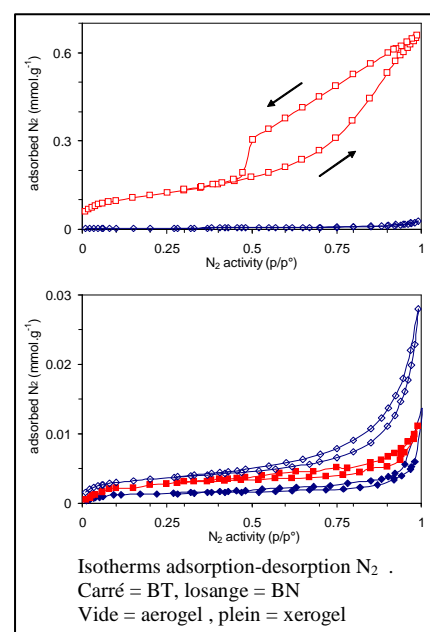 0.6
0.3
0
adsorbed N₂ (mmol.g⁻¹)
0 0.25 0.5 0.75 1
N₂ activity (p/p°)
0.03
0.02
0.01
0
adsorbed N₂ (mmol.g⁻¹)
0 0.25 0.5 0.75 1
N₂ activity (p/p°)
Isotherms adsorption-desorption N₂ .
Carré = BT, losange = BN
Vide = aerogel , plein = xerogel